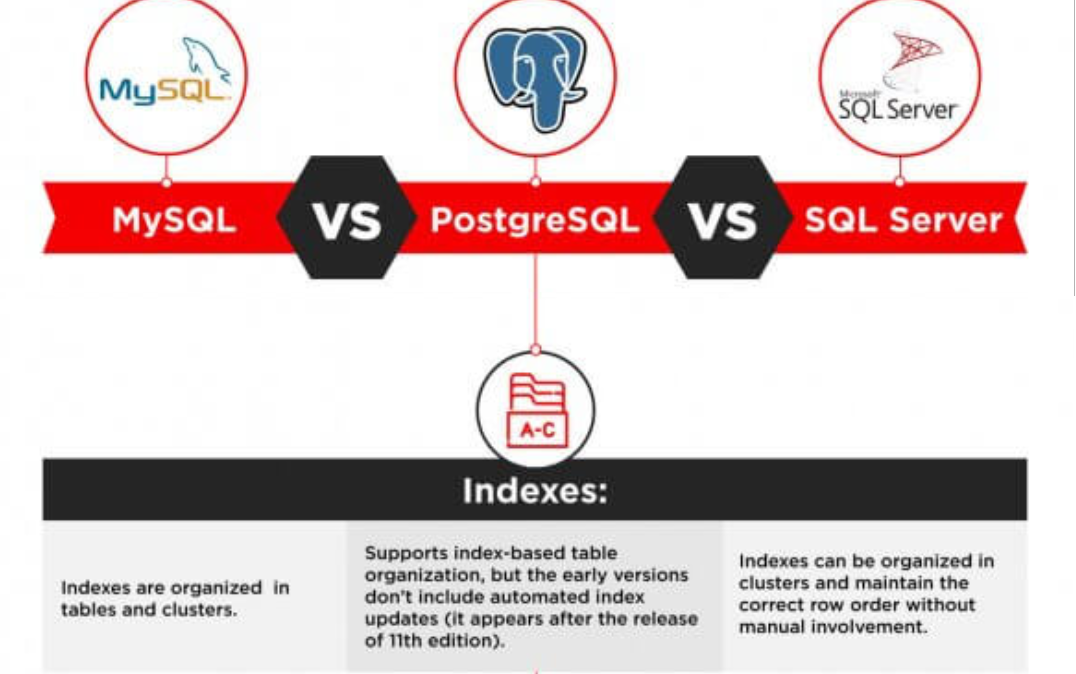 MySQL
Microsoft
SQL Server
MySQL
VS
PostgreSQL
VS
SQL Server
A-C
Indexes:
Indexes are organized in
tables and clusters.
Supports index-based table
organization, but the early versions
don't include automated index
updates (it appears after the release
of 11th edition).
Indexes can be organized in
clusters and maintain the
correct row order without
manual involvement.